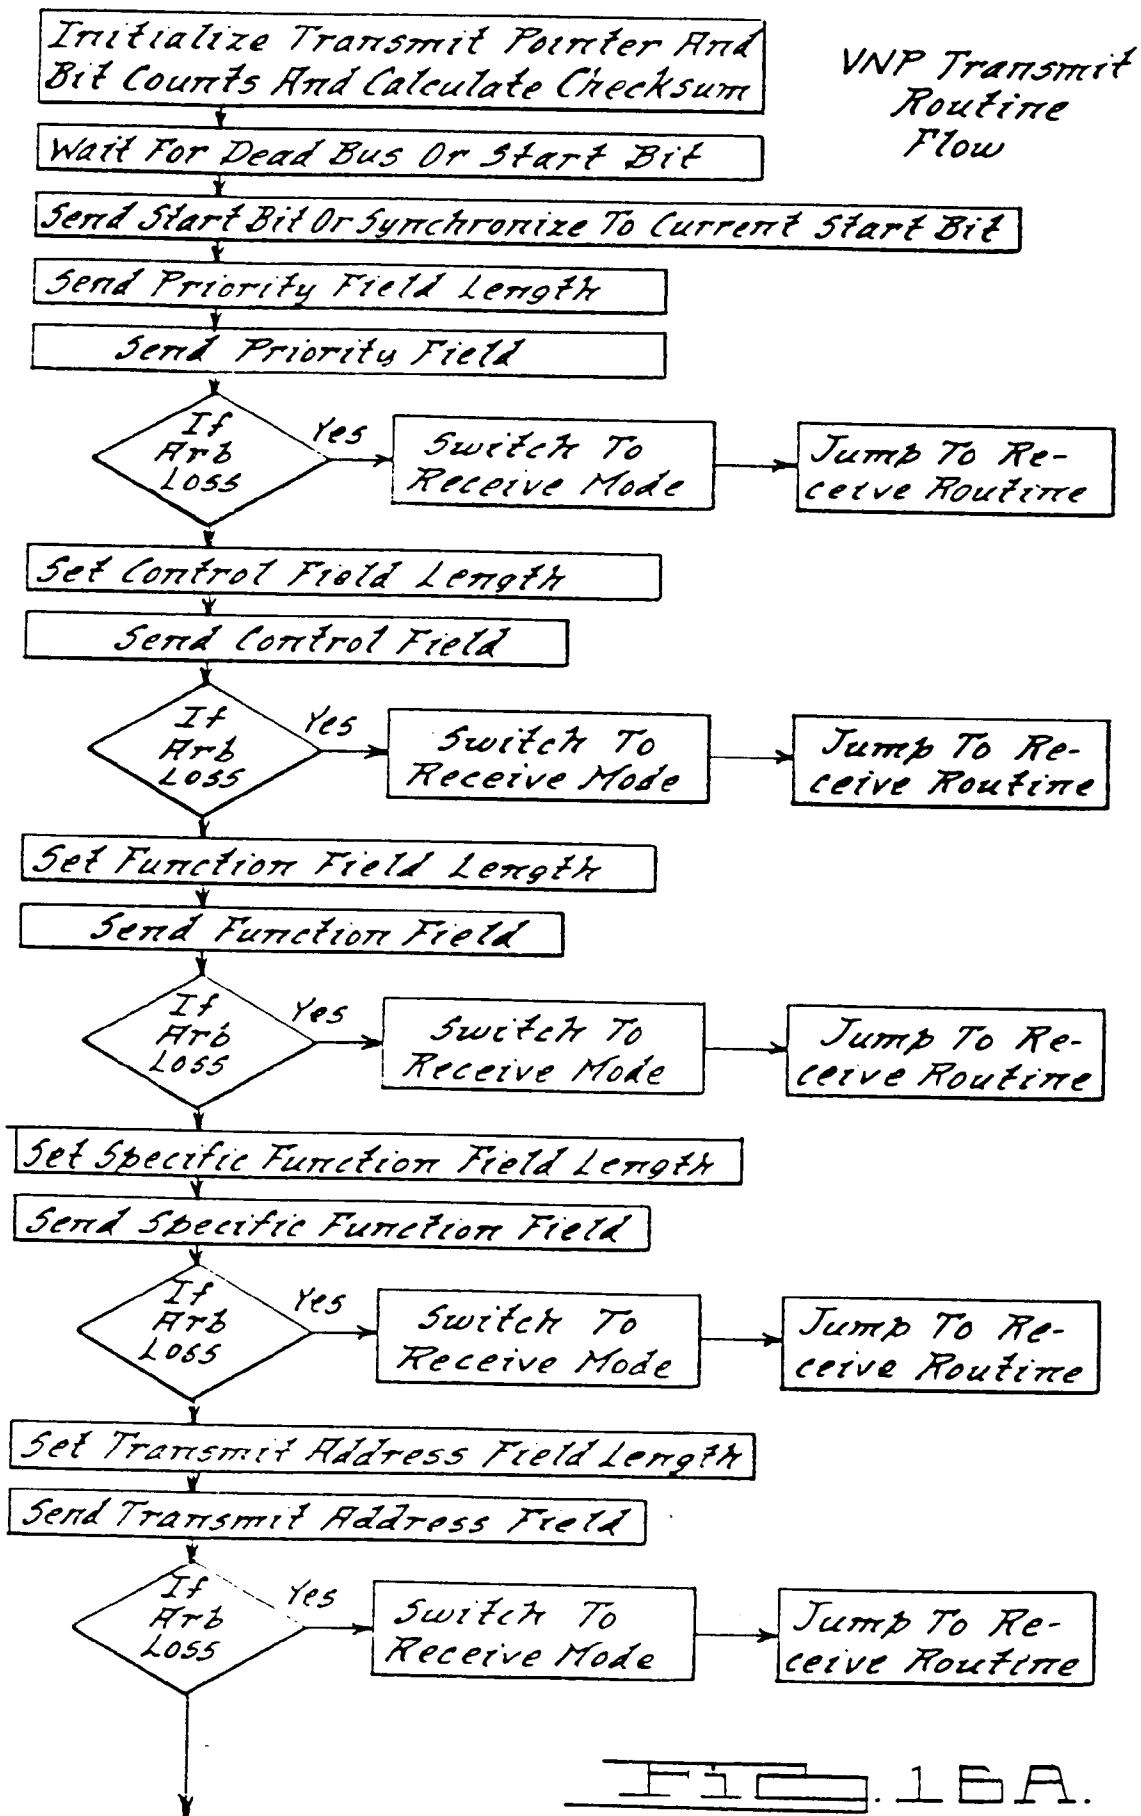 Initialize Transmit Pointer And
Bit Counts And Calculate Checksum
VNP Transmit
Routine
Flow
Wait For Dead Bus Or Start Bit
Send Start Bit Or Synchronize To Current Start Bit
Send Priority Field Length
Send Priority Field
If
Arb
Loss
Yes
Switch To
Receive Mode
Jump To Re-
ceive Routine
Set Control Field Length
Send Control Field
If
Arb
Loss
Yes
Switch To
Receive Mode
Jump To Re-
ceive Routine
Set Function Field Length
Send Function Field
If
Arb
Loss
Yes
Switch To
Receive Mode
Jump To Re-
ceive Routine
Set Specific Function Field Length
Send Specific Function Field
If
Arb
Loss
Yes
Switch To
Receive Mode
Jump To Re-
ceive Routine
Set Transmit Address Field Length
Send Transmit Address Field
If
Arb
Loss
Yes
Switch To
Receive Mode
Jump To Re-
ceive Routine
FIG. 16A.